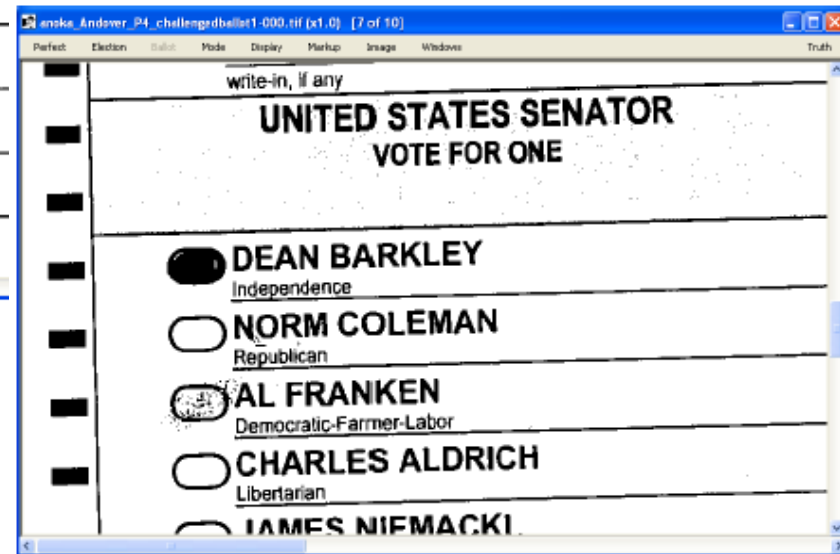 anoka_Andover_P4_challengedballot1-000.tif (x1.0) [7 of 10]
Perfect Election Ballot Mode Display Markup Image Windows Truth
write-in, if any
UNITED STATES SENATOR
VOTE FOR ONE
DEAN BARKLEY
Independence
NORM COLEMAN
Republican
AL FRANKEN
Democratic-Farmer-Labor
CHARLES ALDRICH
Libertarian
JAMES NIEMACKL